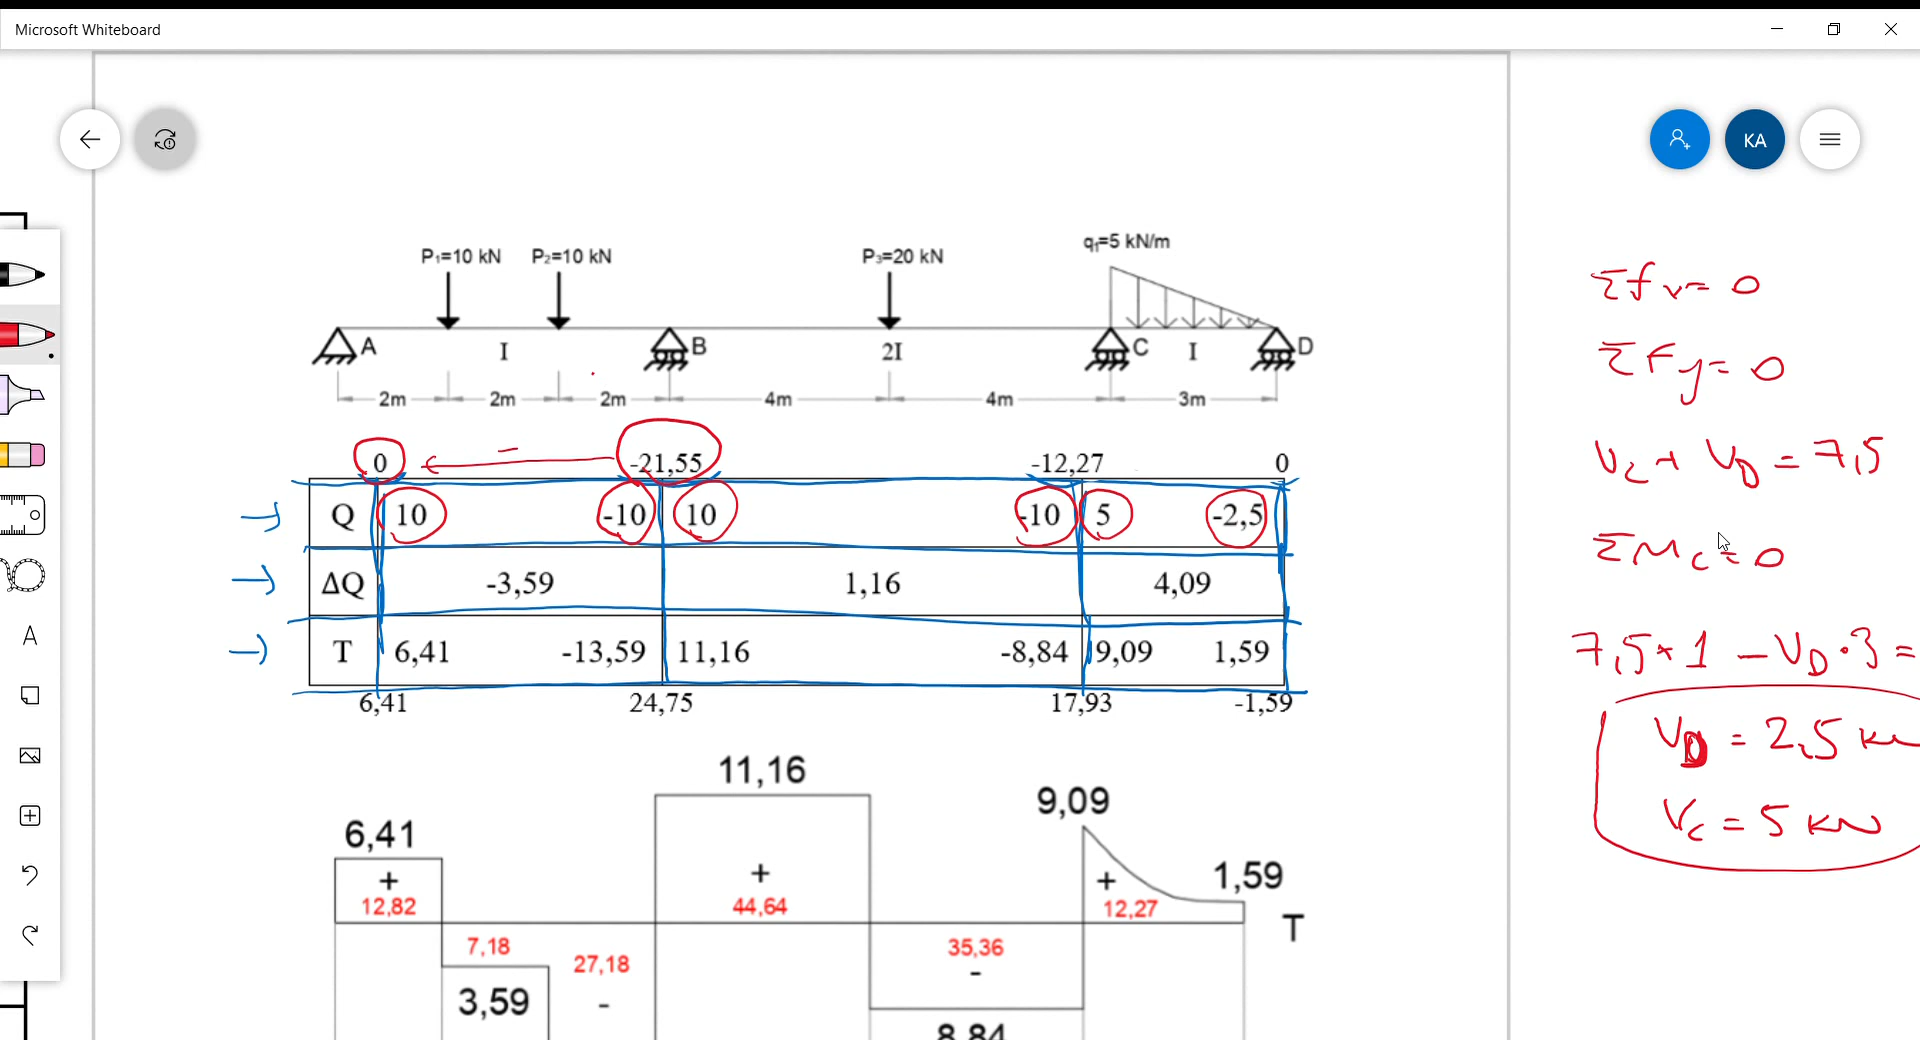 Microsoft Whiteboard
KA
q₁=5 kN/m
P₁=10 kN P₂=10 kN P₃=20 kN
A I B 2I C I D
2m 2m 2m 4m 4m 3m
0 -21,55 -12,27 0
Q 10 -10 10 -10 5 -2,5
ΔQ -3,59 1,16 4,09
T 6,41 -13,59 11,16 -8,84 9,09 1,59
6,41 24,75 17,93 -1,59
11,16
9,09
6,41
+ + + 1,59
12,82 44,64 12,27
T
7,18 27,18 35,36
-
3,59 -
8,84
Σfx=0
ΣFy=0
Vc+VD=7,5
ΣMc=0
7,5*1-VD·3=
VD=2,5 kN
Vc=5 kN
A